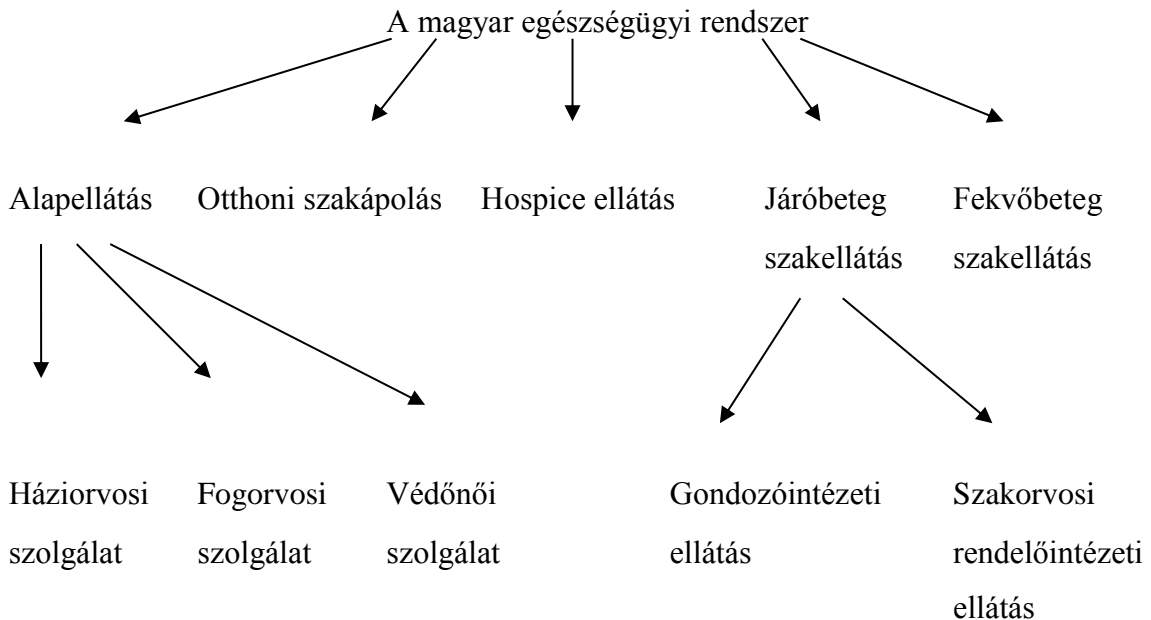 A magyar egészségügyi rendszer
Alapellátás
Otthoni szakápolás
Hospice ellátás
Járóbeteg
szakellátás
Fekvőbeteg
szakellátás
Háziorvosi
szolgálat
Fogorvosi
szolgálat
Védőnői
szolgálat
Gondozóintézeti
ellátás
Szakorvosi
rendelőintézeti
ellátás